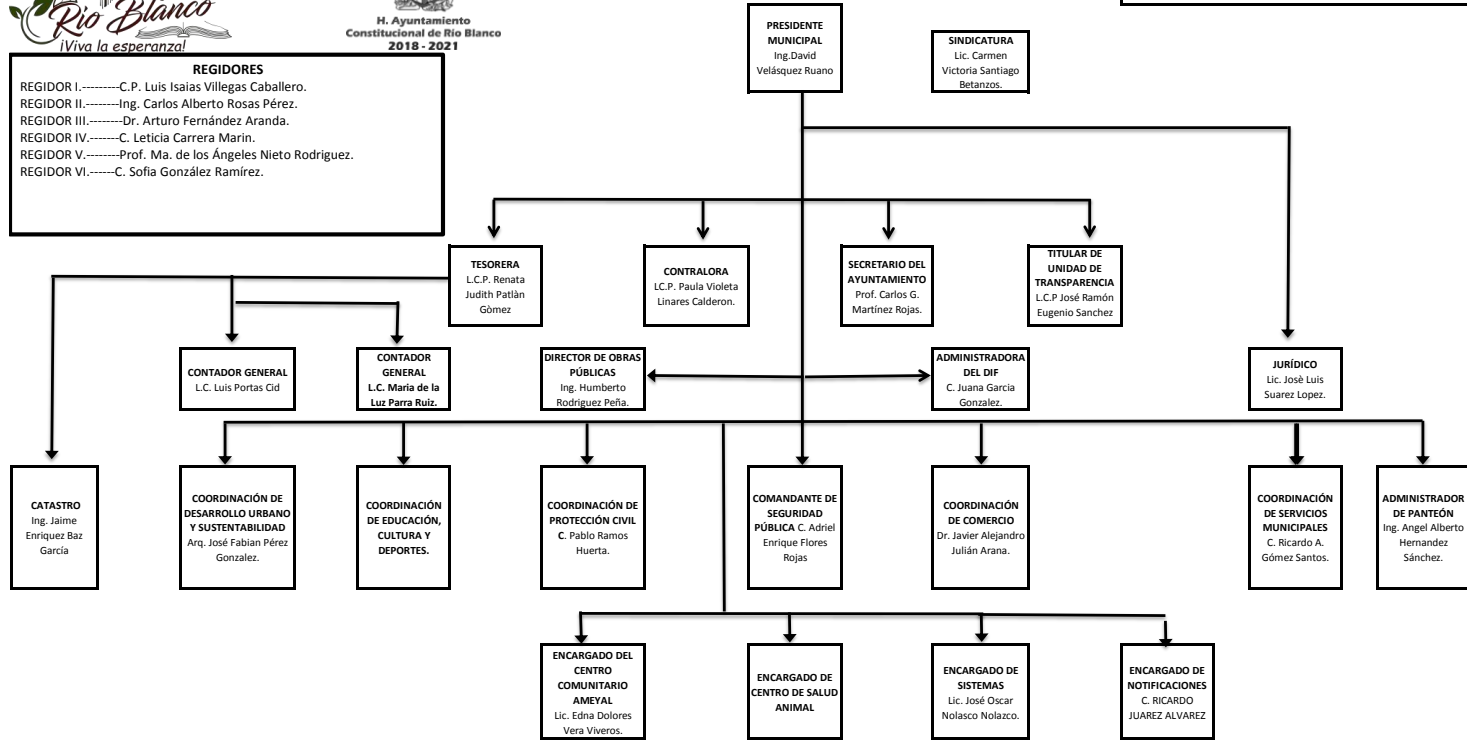 Río Blanco
¡Viva la esperanza!
H. Ayuntamiento
Constitucional de Río Blanco
2018 - 2021
REGIDORES
REGIDOR I.---------C.P. Luis Isaias Villegas Caballero.
REGIDOR II.-------Ing. Carlos Alberto Rosas Pérez.
REGIDOR III.--------Dr. Arturo Fernández Aranda.
REGIDOR IV.------C. Leticia Carrera Marin.
REGIDOR V.--------Prof. Ma. de los Ángeles Nieto Rodriguez.
REGIDOR VI.------C. Sofia González Ramírez.
PRESIDENTE
MUNICIPAL
Ing.David
Velásquez Ruano
SINDICATURA
Lic. Carmen
Victoria Santiago
Betanzos.
TESORERA
L.C.P. Renata
Judith Patlàn
Gòmez
CONTRALORA
LC.P. Paula Violeta
Linares Calderon.
SECRETARIO DEL
AYUNTAMIENTO
Prof. Carlos G.
Martínez Rojas.
TITULAR DE
UNIDAD DE
TRANSPARENCIA
L.C.P José Ramón
Eugenio Sanchez
CONTADOR GENERAL
L.C. Luis Portas Cid
CONTADOR
GENERAL
L.C. Maria de la
Luz Parra Ruiz.
DIRECTOR DE OBRAS
PÚBLICAS
Ing. Humberto
Rodriguez Peña.
ADMINISTRADORA
DEL DIF
C. Juana Garcia
Gonzalez.
JURÍDICO
Lic. Josè Luis
Suarez Lopez.
CATASTRO
Ing. Jaime
Enriquez Baz
García
COORDINACIÓN DE
DESARROLLO URBANO
Y SUSTENTABILIDAD
Arq. José Fabian Pérez
Gonzalez.
COORDINACIÓN
DE EDUCACIÓN,
CULTURA Y
DEPORTES.
COORDINACIÓN DE
PROTECCIÓN CIVIL
C. Pablo Ramos
Huerta.
COMANDANTE DE
SEGURIDAD
PÚBLICA C. Adriel
Enrique Flores
Rojas
COORDINACIÓN
DE COMERCIO
Dr. Javier Alejandro
Julián Arana.
COORDINACIÓN
DE SERVICIOS
MUNICIPALES
C. Ricardo A.
Gómez Santos.
ADMINISTRADOR
DE PANTEÓN
Ing. Angel Alberto
Hernandez
Sánchez.
ENCARGADO DEL
CENTRO
COMUNITARIO
AMEYAL
Lic. Edna Dolores
Vera Viveros.
ENCARGADO DE
CENTRO DE SALUD
ANIMAL
ENCARGADO DE
SISTEMAS
Lic. José Oscar
Nolasco Nolazco.
ENCARGADO DE
NOTIFICACIONES
C. RICARDO
JUAREZ ALVAREZ